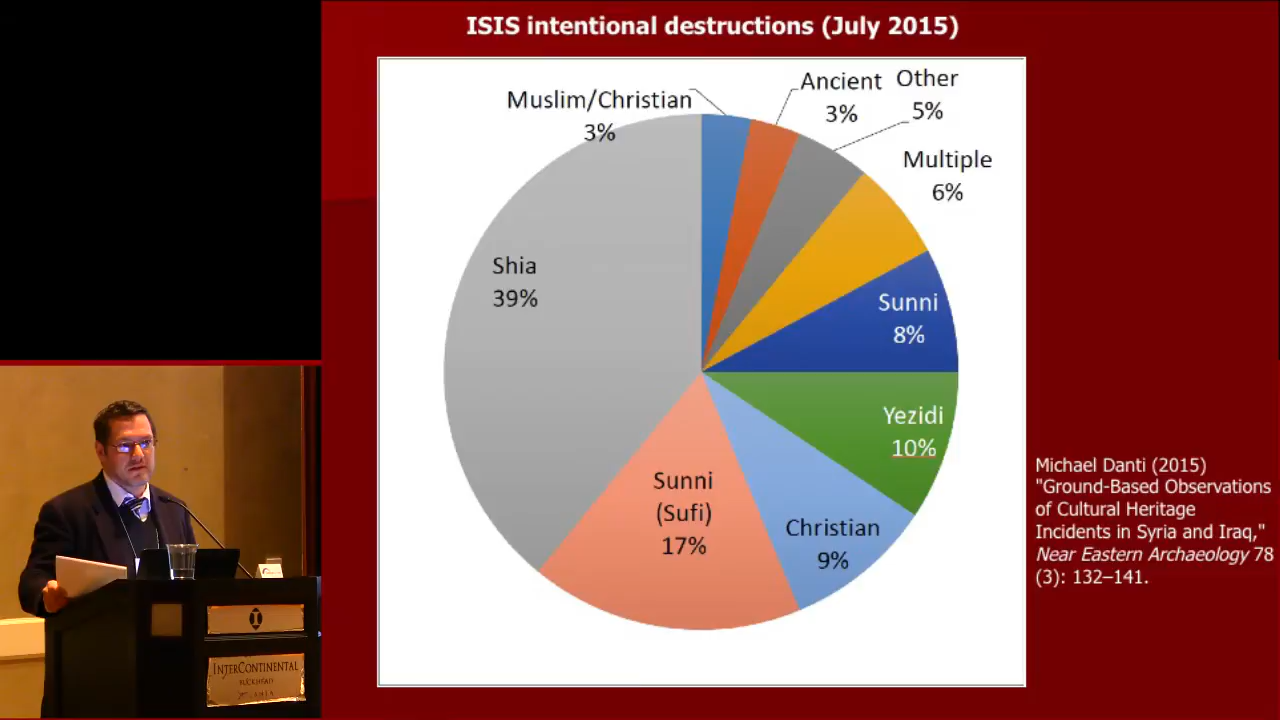 ISIS intentional destructions (July 2015)
Muslim/Christian
3%
Ancient
3%
Other
5%
Multiple
6%
Sunni
8%
Yezidi
10%
Christian
9%
Sunni
(Sufi)
17%
Shia
39%
Michael Danti (2015)
"Ground-Based Observations
of Cultural Heritage
Incidents in Syria and Iraq,"
Near Eastern Archaeology 78
(3): 132–141.
INTERCONTINENTAL
BUCKHEAD